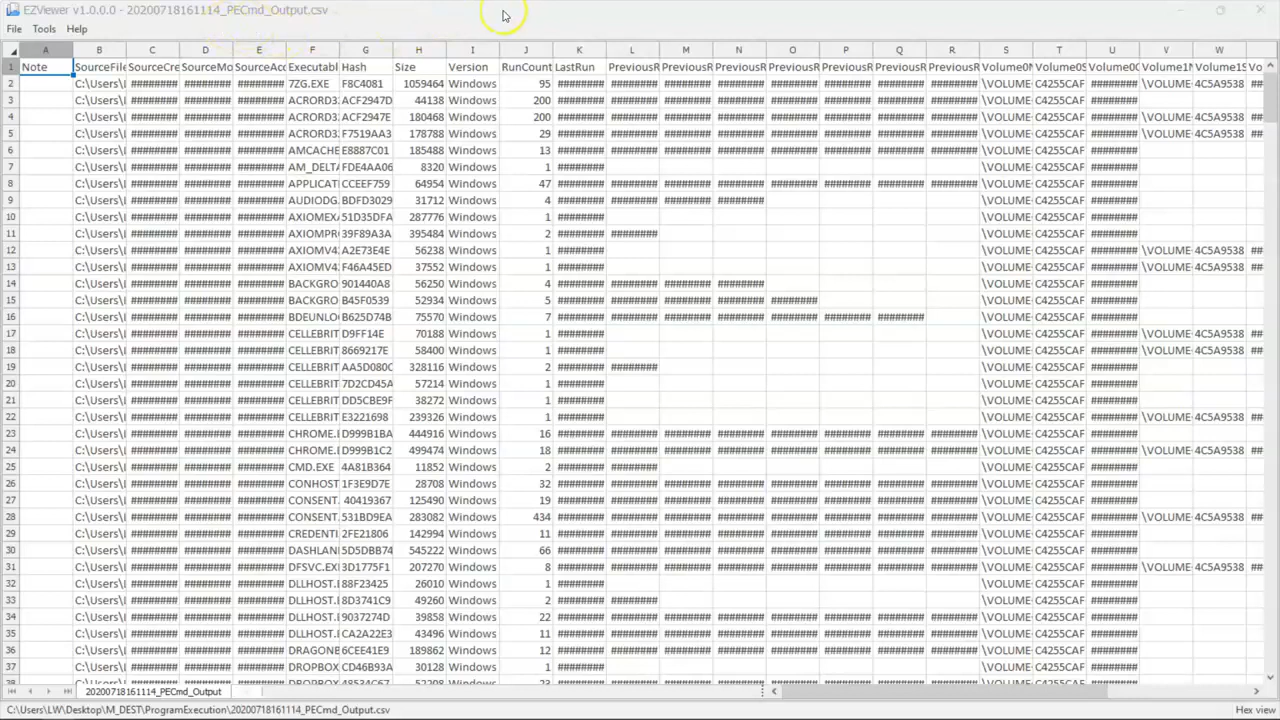 EZViewer v1.0.0.0 - 20200718161114_PECmd_Output.csv
File Tools Help
A B C D E F G H I J K L M N O P Q R S T U V W
1 Note SourceFile SourceCre SourceMo SourceAcc Executabl Hash Size Version RunCount LastRun PreviousR PreviousR PreviousR PreviousR PreviousR PreviousR PreviousR Volume0N Volume0S Volume0C Volume1N Volume1S Vo
2 C:\Users\ ######## ######## ######## 7ZG.EXE F8C4081 1059464 Windows 95 ######## ######## ######## ######## ######## ######## ######## ######## \VOLUME C4255CAF ######## \VOLUME 4C5A9538 ##
3 C:\Users\ ######## ######## ######## ACRORD32 ACF2947D 44138 Windows 200 ######## ######## ######## ######## ######## ######## ######## ######## \VOLUME C4255CAF ########
4 C:\Users\ ######## ######## ######## ACRORD32 ACF2947E 180468 Windows 200 ######## ######## ######## ######## ######## ######## ######## ######## \VOLUME C4255CAF ######## \VOLUME 4C5A9538 ##
5 C:\Users\ ######## ######## ######## ACRORD32 F7519AA3 178788 Windows 29 ######## ######## ######## ######## ######## ######## ######## ######## \VOLUME C4255CAF ######## \VOLUME 4C5A9538 ##
6 C:\Users\ ######## ######## ######## AMCACHE E8887C01 185488 Windows 13 ######## ######## ######## ######## ######## ######## ######## ######## \VOLUME C4255CAF ########
7 C:\Users\ ######## ######## ######## AM_DELTA FDE4AA06 8320 Windows 1 ######## \VOLUME C4255CAF ########
8 C:\Users\ ######## ######## ######## APPLICAT CCEEF759 64954 Windows 47 ######## ######## ######## ######## ######## ######## ######## ######## \VOLUME C4255CAF ########
9 C:\Users\ ######## ######## ######## AUDIODG. BDFD3029 31712 Windows 4 ######## ######## ######## ######## \VOLUME C4255CAF ########
10 C:\Users\ ######## ######## ######## AXIOMEXA 51D35DFA 287776 Windows 1 ######## \VOLUME C4255CAF ########
11 C:\Users\ ######## ######## ######## AXIOMPRO 39F89A3A 395484 Windows 2 ######## ######## \VOLUME C4255CAF ########
12 C:\Users\ ######## ######## ######## AXIOMV42 A2E73E4E 56238 Windows 1 ######## \VOLUME C4255CAF ######## \VOLUME 4C5A9538 ##
13 C:\Users\ ######## ######## ######## AXIOMV42 F46A45ED 37552 Windows 1 ######## \VOLUME C4255CAF ######## \VOLUME 4C5A9538 ##
14 C:\Users\ ######## ######## ######## BACKGRO 901440A8 56250 Windows 4 ######## ######## ######## ######## \VOLUME C4255CAF ########
15 C:\Users\ ######## ######## ######## BACKGRO B45F0539 52934 Windows 5 ######## ######## ######## ######## ######## \VOLUME C4255CAF ########
16 C:\Users\ ######## ######## ######## BDEUNLO B625D74B 75570 Windows 7 ######## ######## ######## ######## ######## ######## ######## \VOLUME C4255CAF ########
17 C:\Users\ ######## ######## ######## CELLEBRIT D9FF14E 70188 Windows 1 ######## \VOLUME C4255CAF ######## \VOLUME 4C5A9538 ##
18 C:\Users\ ######## ######## ######## CELLEBRIT 8669217E 58400 Windows 1 ######## \VOLUME C4255CAF ######## \VOLUME 4C5A9538 ##
19 C:\Users\ ######## ######## ######## CELLEBRIT AA5D080C 328116 Windows 2 ######## ######## \VOLUME C4255CAF ########
20 C:\Users\ ######## ######## ######## CELLEBRIT 7D2CD45A 57214 Windows 1 ######## \VOLUME C4255CAF ########
21 C:\Users\ ######## ######## ######## CELLEBRIT DD5CBE9F 38272 Windows 1 ######## \VOLUME C4255CAF ########
22 C:\Users\ ######## ######## ######## CELLEBRIT E3221698 239326 Windows 1 ######## \VOLUME C4255CAF ######## \VOLUME 4C5A9538 ##
23 C:\Users\ ######## ######## ######## CHROME.E D999B1BA 444916 Windows 16 ######## ######## ######## ######## ######## ######## ######## ######## \VOLUME C4255CAF ########
24 C:\Users\ ######## ######## ######## CHROME.E D999B1C2 499474 Windows 18 ######## ######## ######## ######## ######## ######## ######## ######## \VOLUME C4255CAF ######## \VOLUME 4C5A9538 ##
25 C:\Users\ ######## ######## ######## CMD.EXE 4A81B364 11852 Windows 2 ######## ######## \VOLUME C4255CAF ########
26 C:\Users\ ######## ######## ######## CONHOST 1F3E9D7E 28708 Windows 32 ######## ######## ######## ######## ######## ######## ######## ######## \VOLUME C4255CAF ########
27 C:\Users\ ######## ######## ######## CONSENT. 40419367 125490 Windows 19 ######## ######## ######## ######## ######## ######## ######## ######## \VOLUME C4255CAF ########
28 C:\Users\ ######## ######## ######## CONSENT. 531BD9EA 283082 Windows 434 ######## ######## ######## ######## ######## ######## ######## ######## \VOLUME C4255CAF ######## \VOLUME 4C5A9538 ##
29 C:\Users\ ######## ######## ######## CREDENTI 2FE21806 142994 Windows 11 ######## ######## ######## ######## ######## ######## ######## ######## \VOLUME C4255CAF ########
30 C:\Users\ ######## ######## ######## DASHLAN 5D5DBB74 545222 Windows 66 ######## ######## ######## ######## ######## ######## ######## ######## \VOLUME C4255CAF ########
31 C:\Users\ ######## ######## ######## DFSVC.EXE 3D1775F1 207270 Windows 8 ######## ######## ######## ######## ######## ######## ######## ######## \VOLUME C4255CAF ######## \VOLUME 4C5A9538 ##
32 C:\Users\ ######## ######## ######## DLLHOST.E 88F23425 26010 Windows 1 ######## \VOLUME C4255CAF ########
33 C:\Users\ ######## ######## ######## DLLHOST.E 8D3741C9 49260 Windows 2 ######## ######## \VOLUME C4255CAF ########
34 C:\Users\ ######## ######## ######## DLLHOST.E 9037274D 39858 Windows 22 ######## ######## ######## ######## ######## ######## ######## ######## \VOLUME C4255CAF ########
35 C:\Users\ ######## ######## ######## DLLHOST.E CA2A22E3 43496 Windows 11 ######## ######## ######## ######## ######## ######## ######## ######## \VOLUME C4255CAF ########
36 C:\Users\ ######## ######## ######## DRAGONE 6CEE41E9 189862 Windows 12 ######## ######## ######## ######## ######## ######## ######## ######## \VOLUME C4255CAF ########
37 C:\Users\ ######## ######## ######## DROPBOX CD46B93A 30128 Windows 1 ######## \VOLUME C4255CAF ########
20200718161114_PECmd_Output
C:\Users\LW\Desktop\M_DEST\ProgramExecution\20200718161114_PECmd_Output.csv Hex view